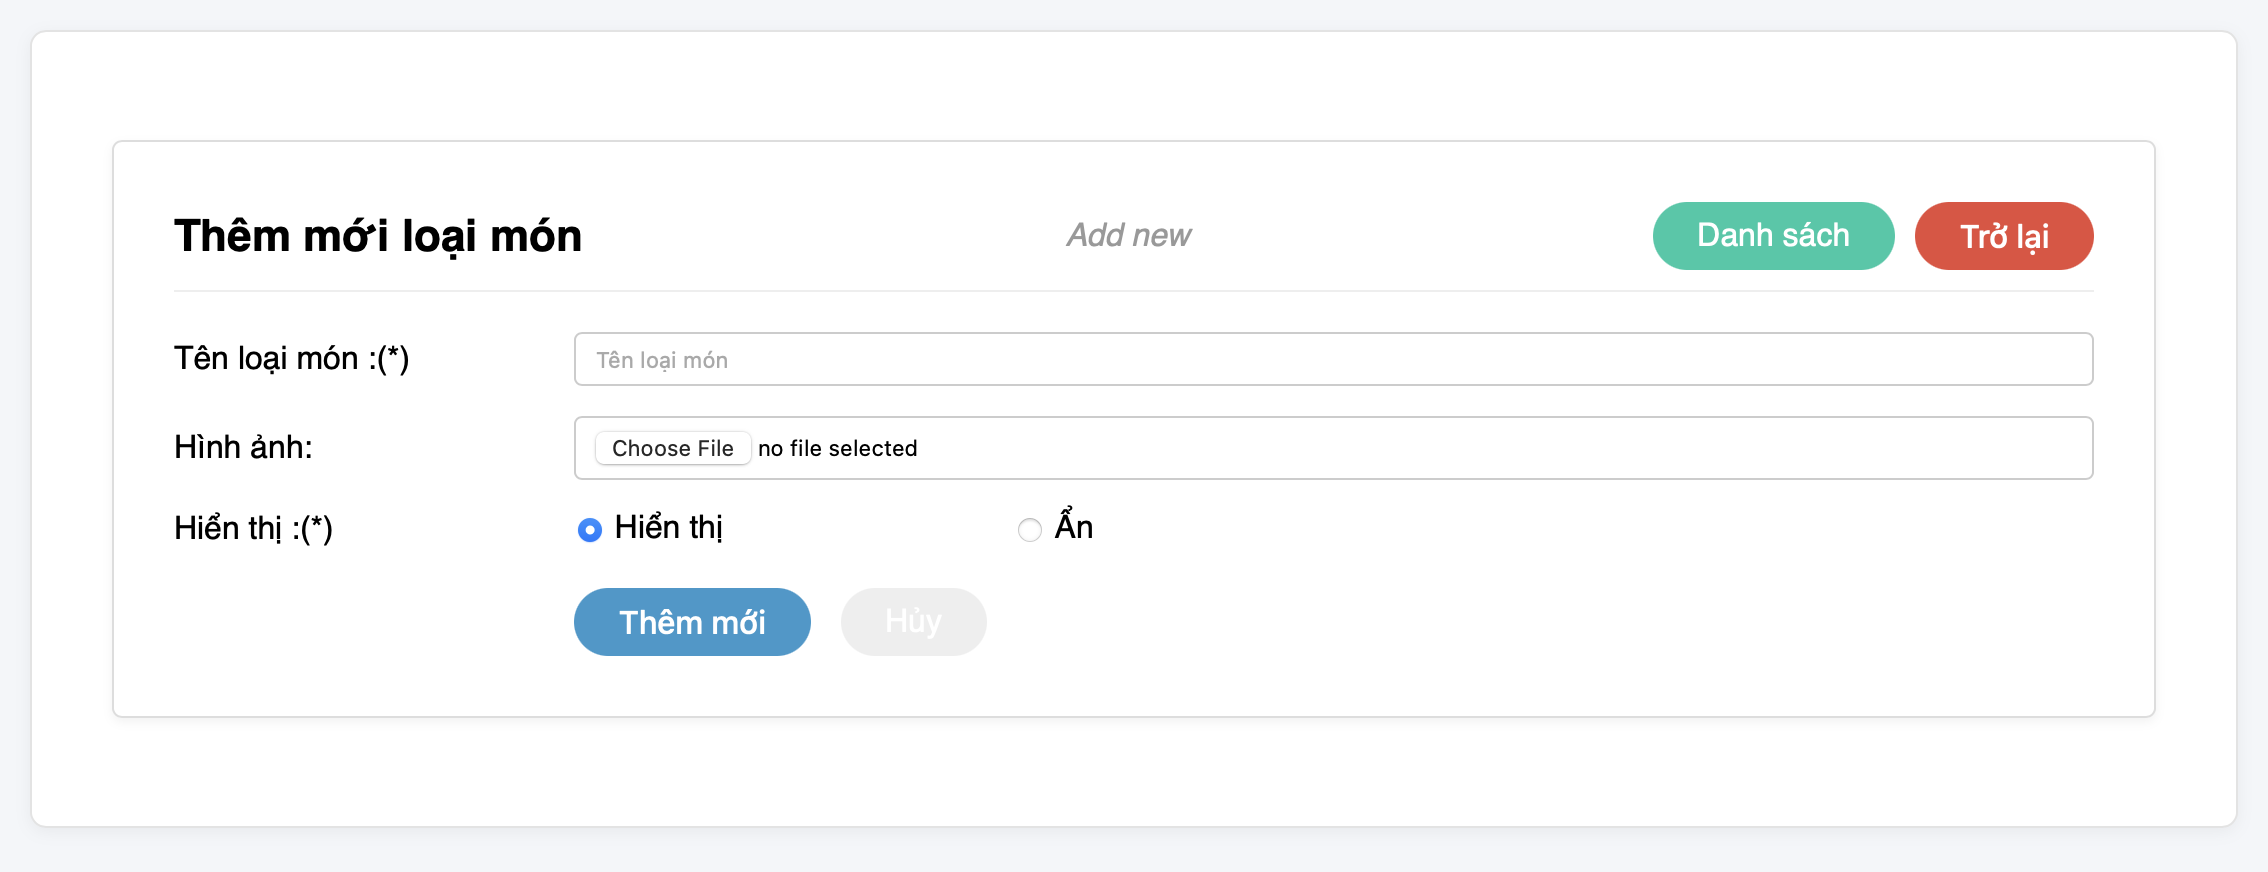 Thêm mới loại món Add new Danh sách Trở lại
Tên loại món :(*) Tên loại món
Hình ảnh: Choose File no file selected
Hiển thị :(*) Hiển thị Ẩn
Thêm mới Hủy